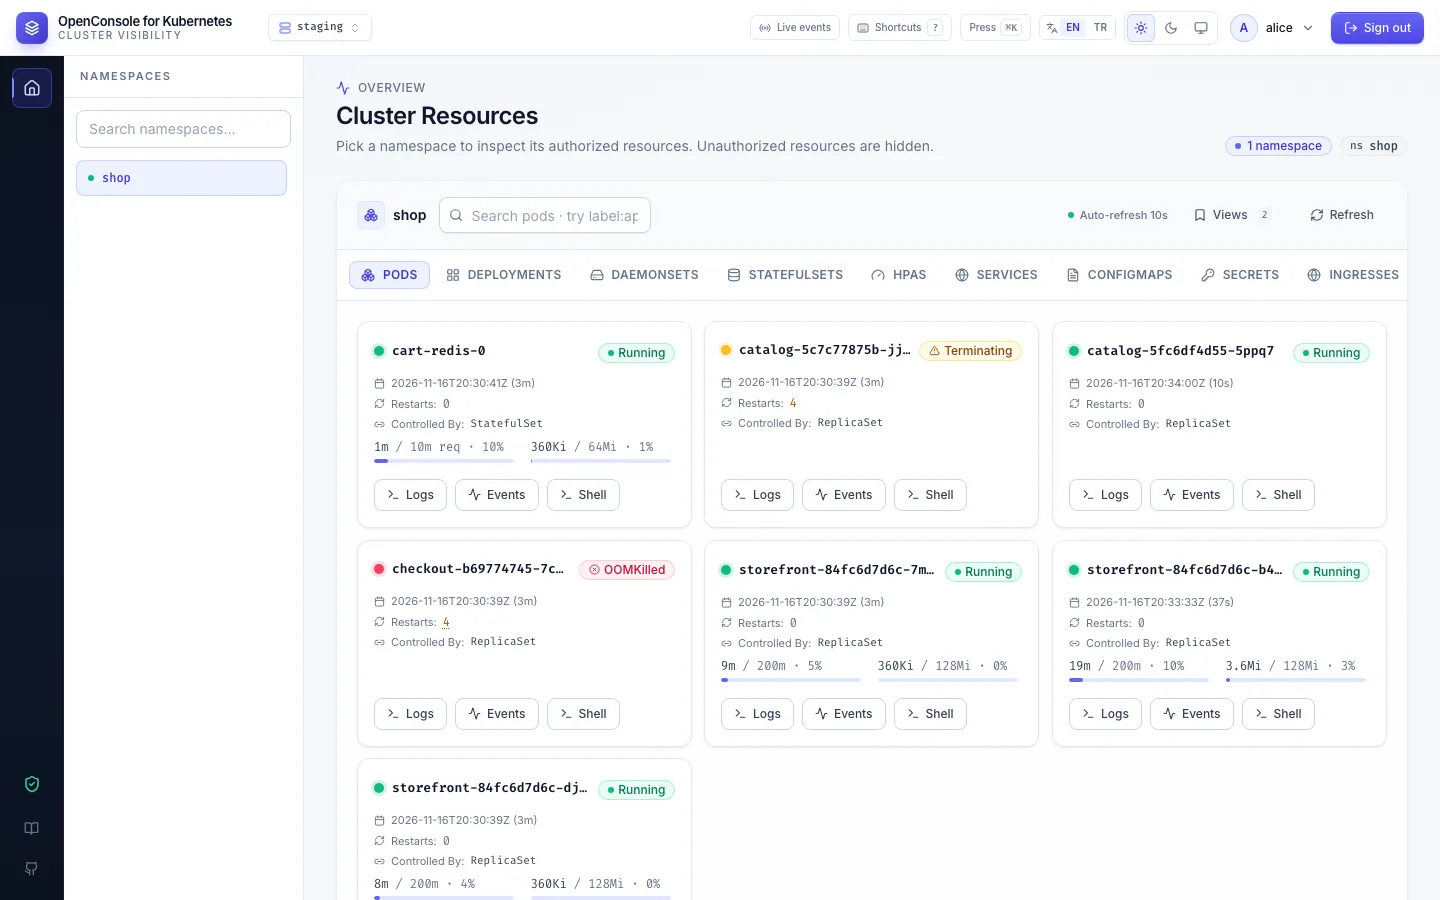 OpenConsole for Kubernetes
CLUSTER VISIBILITY
staging
Live events
Shortcuts ?
Press ⌘K
EN TR
A alice
Sign out
NAMESPACES
Search namespaces...
shop
OVERVIEW
Cluster Resources
Pick a namespace to inspect its authorized resources. Unauthorized resources are hidden.
1 namespace
ns shop
shop
Search pods · try label:ap
Auto-refresh 10s
Views 2
Refresh
PODS
DEPLOYMENTS
DAEMONSETS
STATEFULSETS
HPAS
SERVICES
CONFIGMAPS
SECRETS
INGRESSES
cart-redis-0
Running
2026-11-16T20:30:41Z (3m)
Restarts: 0
Controlled By: StatefulSet
1m / 10m req · 10%
360Ki / 64Mi · 1%
Logs
Events
Shell
catalog-5c7c77875b-jj…
Terminating
2026-11-16T20:30:39Z (3m)
Restarts: 4
Controlled By: ReplicaSet
Logs
Events
Shell
catalog-5fc6df4d55-5ppq7
Running
2026-11-16T20:34:00Z (10s)
Restarts: 0
Controlled By: ReplicaSet
Logs
Events
Shell
checkout-b69774745-7c…
OOMKilled
2026-11-16T20:30:39Z (3m)
Restarts: 4
Controlled By: ReplicaSet
Logs
Events
Shell
storefront-84fc6d7d6c-7m…
Running
2026-11-16T20:30:39Z (3m)
Restarts: 0
Controlled By: ReplicaSet
9m / 200m · 5%
360Ki / 128Mi · 0%
Logs
Events
Shell
storefront-84fc6d7d6c-b4…
Running
2026-11-16T20:33:33Z (37s)
Restarts: 0
Controlled By: ReplicaSet
19m / 200m · 10%
3.6Mi / 128Mi · 3%
Logs
Events
Shell
storefront-84fc6d7d6c-dj…
Running
2026-11-16T20:30:39Z (3m)
Restarts: 0
Controlled By: ReplicaSet
8m / 200m · 4%
360Ki / 128Mi · 0%